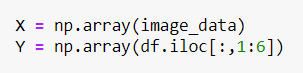 X = np.array(image_data)
Y = np.array(df.iloc[:,1:6])